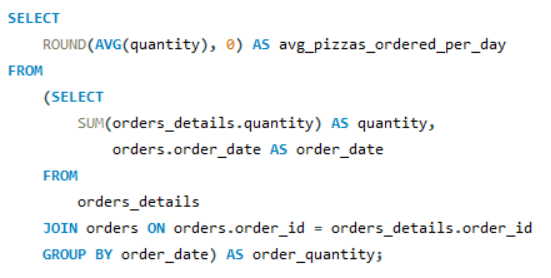 SELECT
ROUND(AVG(quantity), 0) AS avg_pizzas_ordered_per_day
FROM
(SELECT
SUM(orders_details.quantity) AS quantity,
orders.order_date AS order_date
FROM
orders_details
JOIN orders ON orders.order_id = orders_details.order_id
GROUP BY order_date) AS order_quantity;